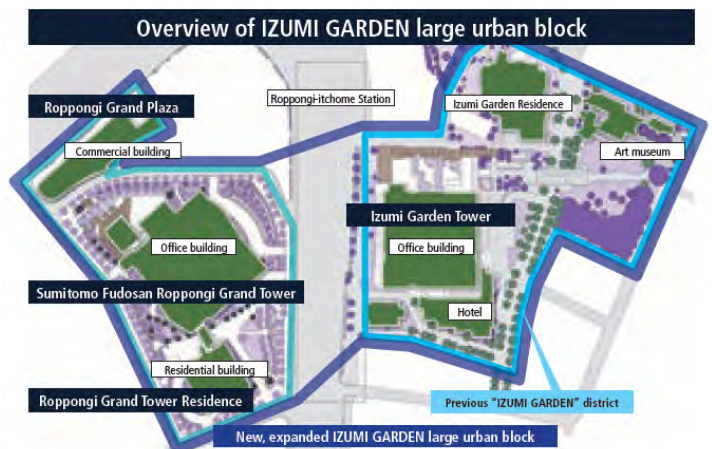 Overview of IZUMI GARDEN large urban block
Roppongi Grand Plaza
Roppongi-itchome Station
Izumi Garden Residence
Commercial building
Art museum
Izumi Garden Tower
Office building
Office building
Sumitomo Fudosan Roppongi Grand Tower
Hotel
Residential building
Roppongi Grand Tower Residence
Previous “IZUMI GARDEN” district
New, expanded IZUMI GARDEN large urban block